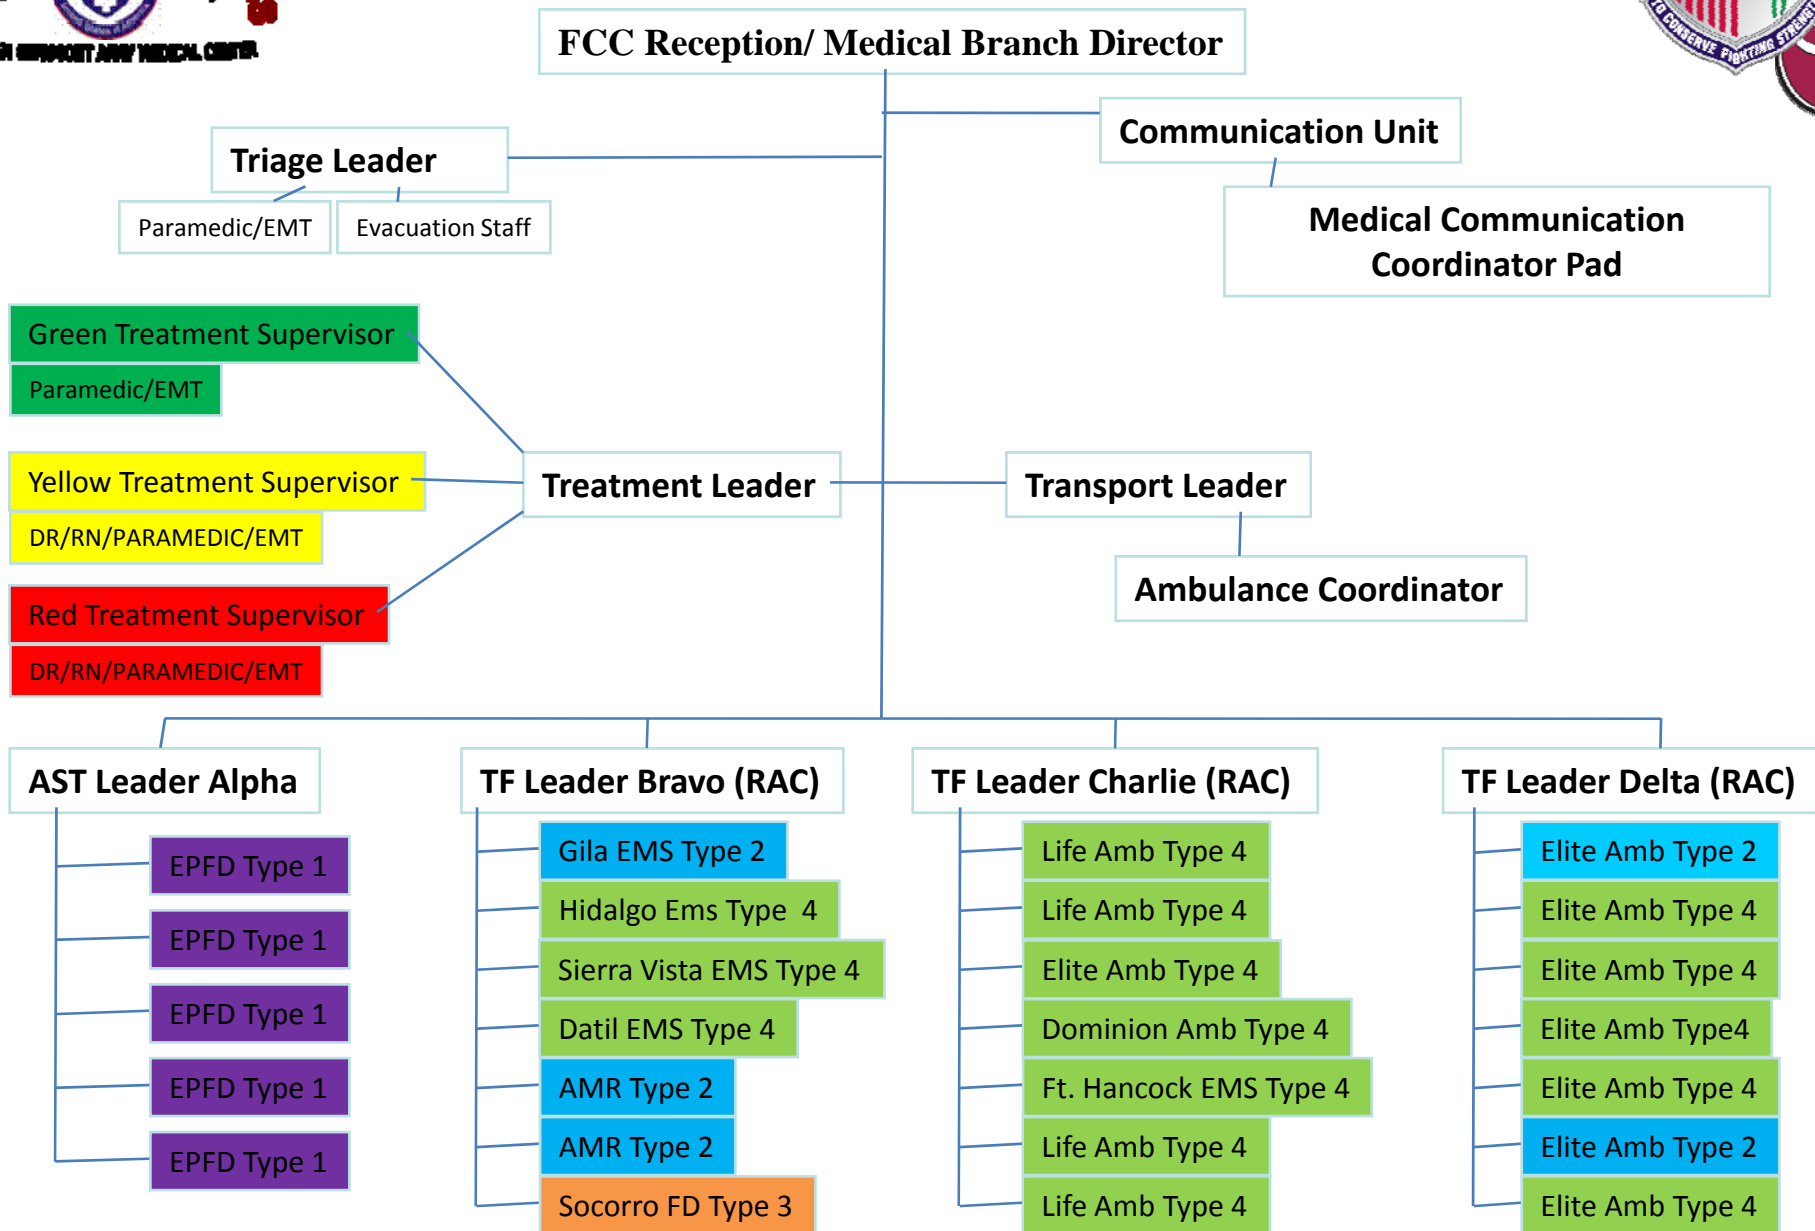 ARMY MEDICAL CENTER
TO CONSERVE FIGHTING STRENGTH
FCC Reception/ Medical Branch Director
Communication Unit
Triage Leader
Paramedic/EMT
Evacuation Staff
Medical Communication
Coordinator Pad
Green Treatment Supervisor
Paramedic/EMT
Yellow Treatment Supervisor
DR/RN/PARAMEDIC/EMT
Treatment Leader
Transport Leader
Ambulance Coordinator
Red Treatment Supervisor
DR/RN/PARAMEDIC/EMT
AST Leader Alpha
EPFD Type 1
EPFD Type 1
EPFD Type 1
EPFD Type 1
EPFD Type 1
TF Leader Bravo (RAC)
Gila EMS Type 2
Hidalgo Ems Type  4
Sierra Vista EMS Type 4
Datil EMS Type 4
AMR Type 2
AMR Type 2
Socorro FD Type 3
TF Leader Charlie (RAC)
Life Amb Type 4
Life Amb Type 4
Elite Amb Type 4
Dominion Amb Type 4
Ft. Hancock EMS Type 4
Life Amb Type 4
Life Amb Type 4
TF Leader Delta (RAC)
Elite Amb Type 2
Elite Amb Type 4
Elite Amb Type 4
Elite Amb Type4
Elite Amb Type 4
Elite Amb Type 2
Elite Amb Type 4